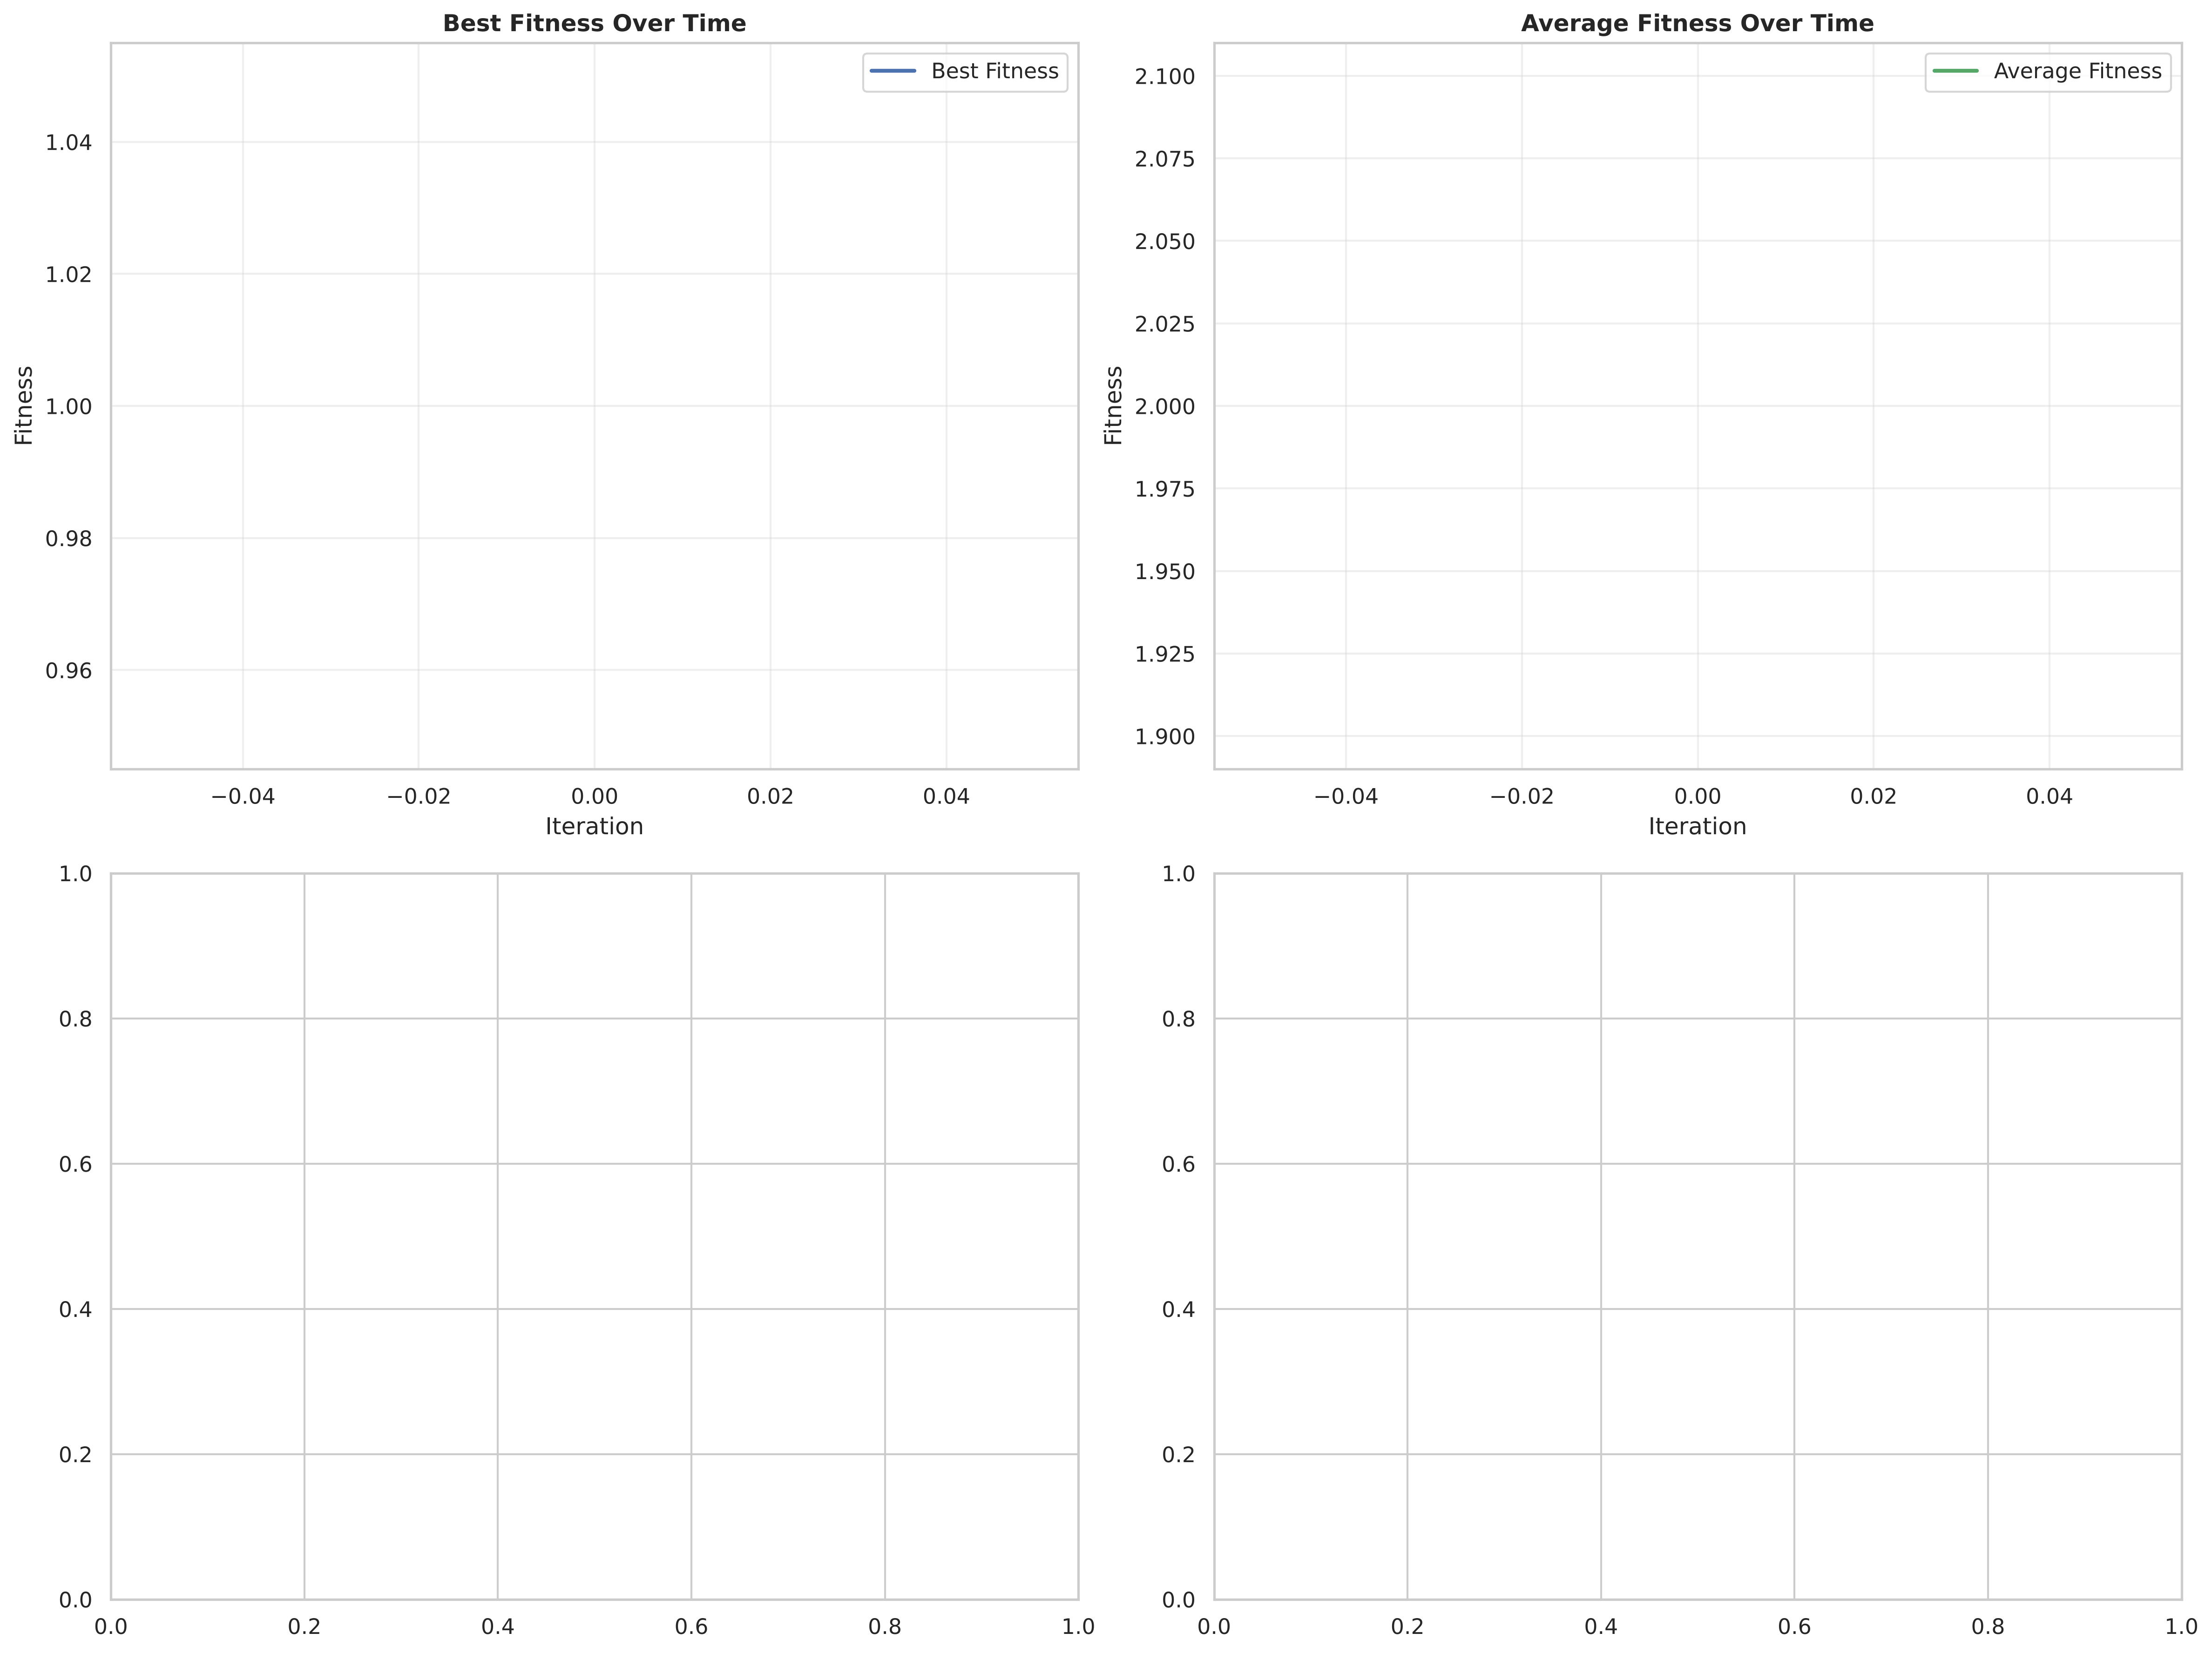 Best Fitness Over Time
Best Fitness
Fitness
1.04
1.02
1.00
0.98
0.96
−0.04 −0.02 0.00 0.02 0.04
Iteration
Average Fitness Over Time
Average Fitness
Fitness
2.100
2.075
2.050
2.025
2.000
1.975
1.950
1.925
1.900
−0.04 −0.02 0.00 0.02 0.04
Iteration
1.0
0.8
0.6
0.4
0.2
0.0
0.0 0.2 0.4 0.6 0.8 1.0
1.0
0.8
0.6
0.4
0.2
0.0
0.0 0.2 0.4 0.6 0.8 1.0